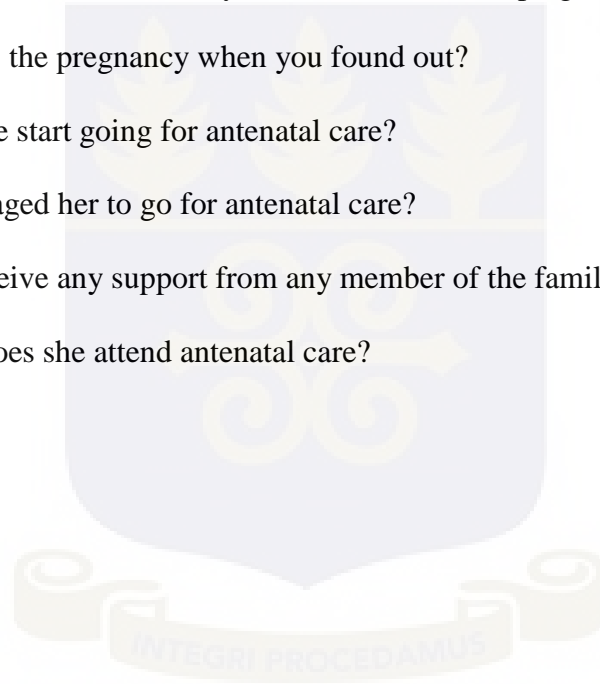 the pregnancy when you found out?
e start going for antenatal care?
aged her to go for antenatal care?
eive any support from any member of the famil
oes she attend antenatal care?
INTEGRI PROCEDAMUS